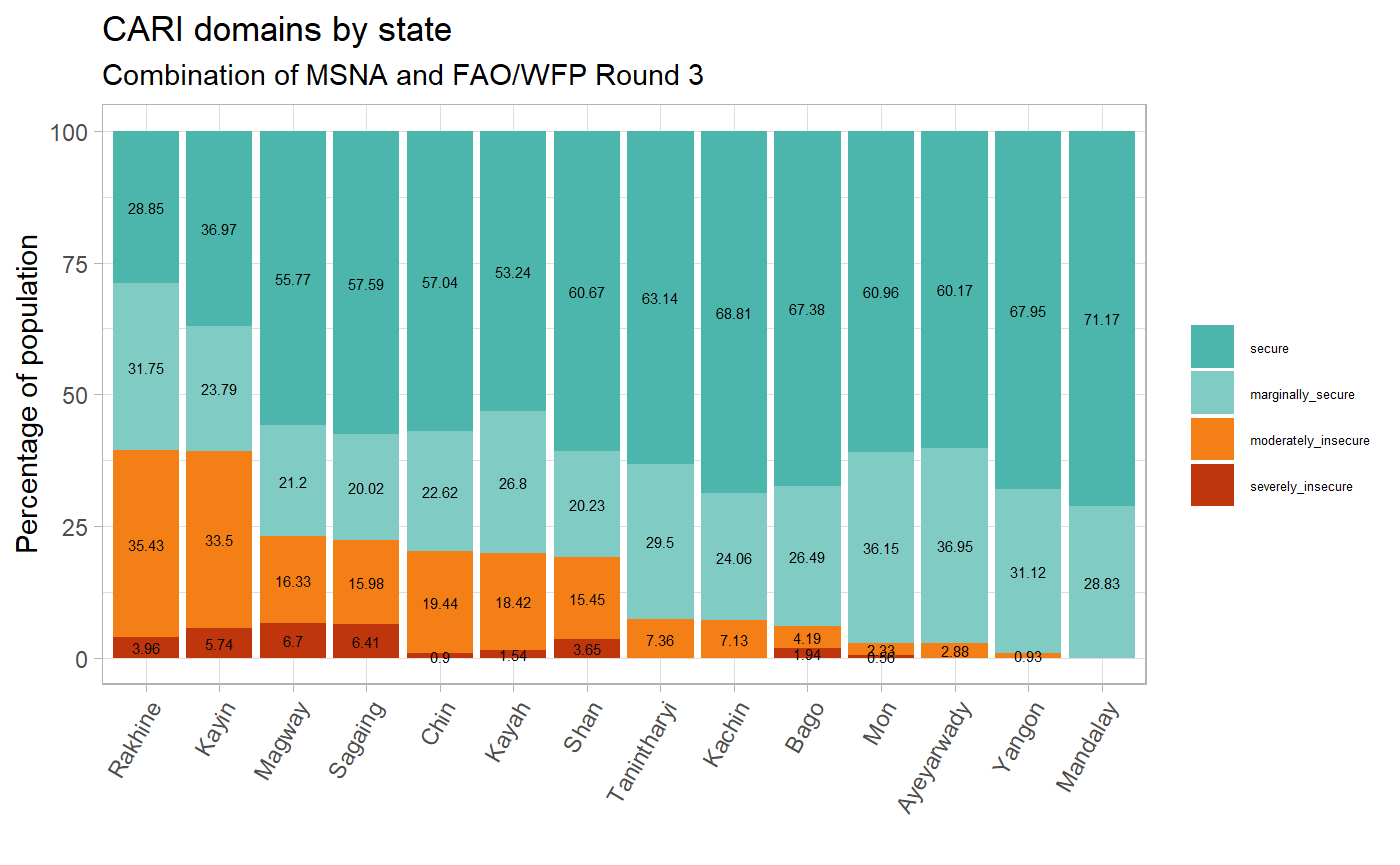 CARI domains by state
Combination of MSNA and FAO/WFP Round 3
Percentage of population
100
75
50
25
0
28.85
36.97
55.77
57.59
57.04
53.24
60.67
63.14
68.81
67.38
60.96
60.17
67.95
71.17
31.75
23.79
21.2
20.02
22.62
26.8
20.23
29.5
24.06
26.49
36.15
36.95
31.12
28.83
35.43
33.5
16.33
15.98
19.44
18.42
15.45
7.36
7.13
4.19
2.33
2.88
0.93
3.96
5.74
6.7
6.41
0.9
1.54
3.65
1.94
0.56
Rakhine
Kayin
Magway
Sagaing
Chin
Kayah
Shan
Tanintharyi
Kachin
Bago
Mon
Ayeyarwady
Yangon
Mandalay
secure
marginally_secure
moderately_insecure
severely_insecure